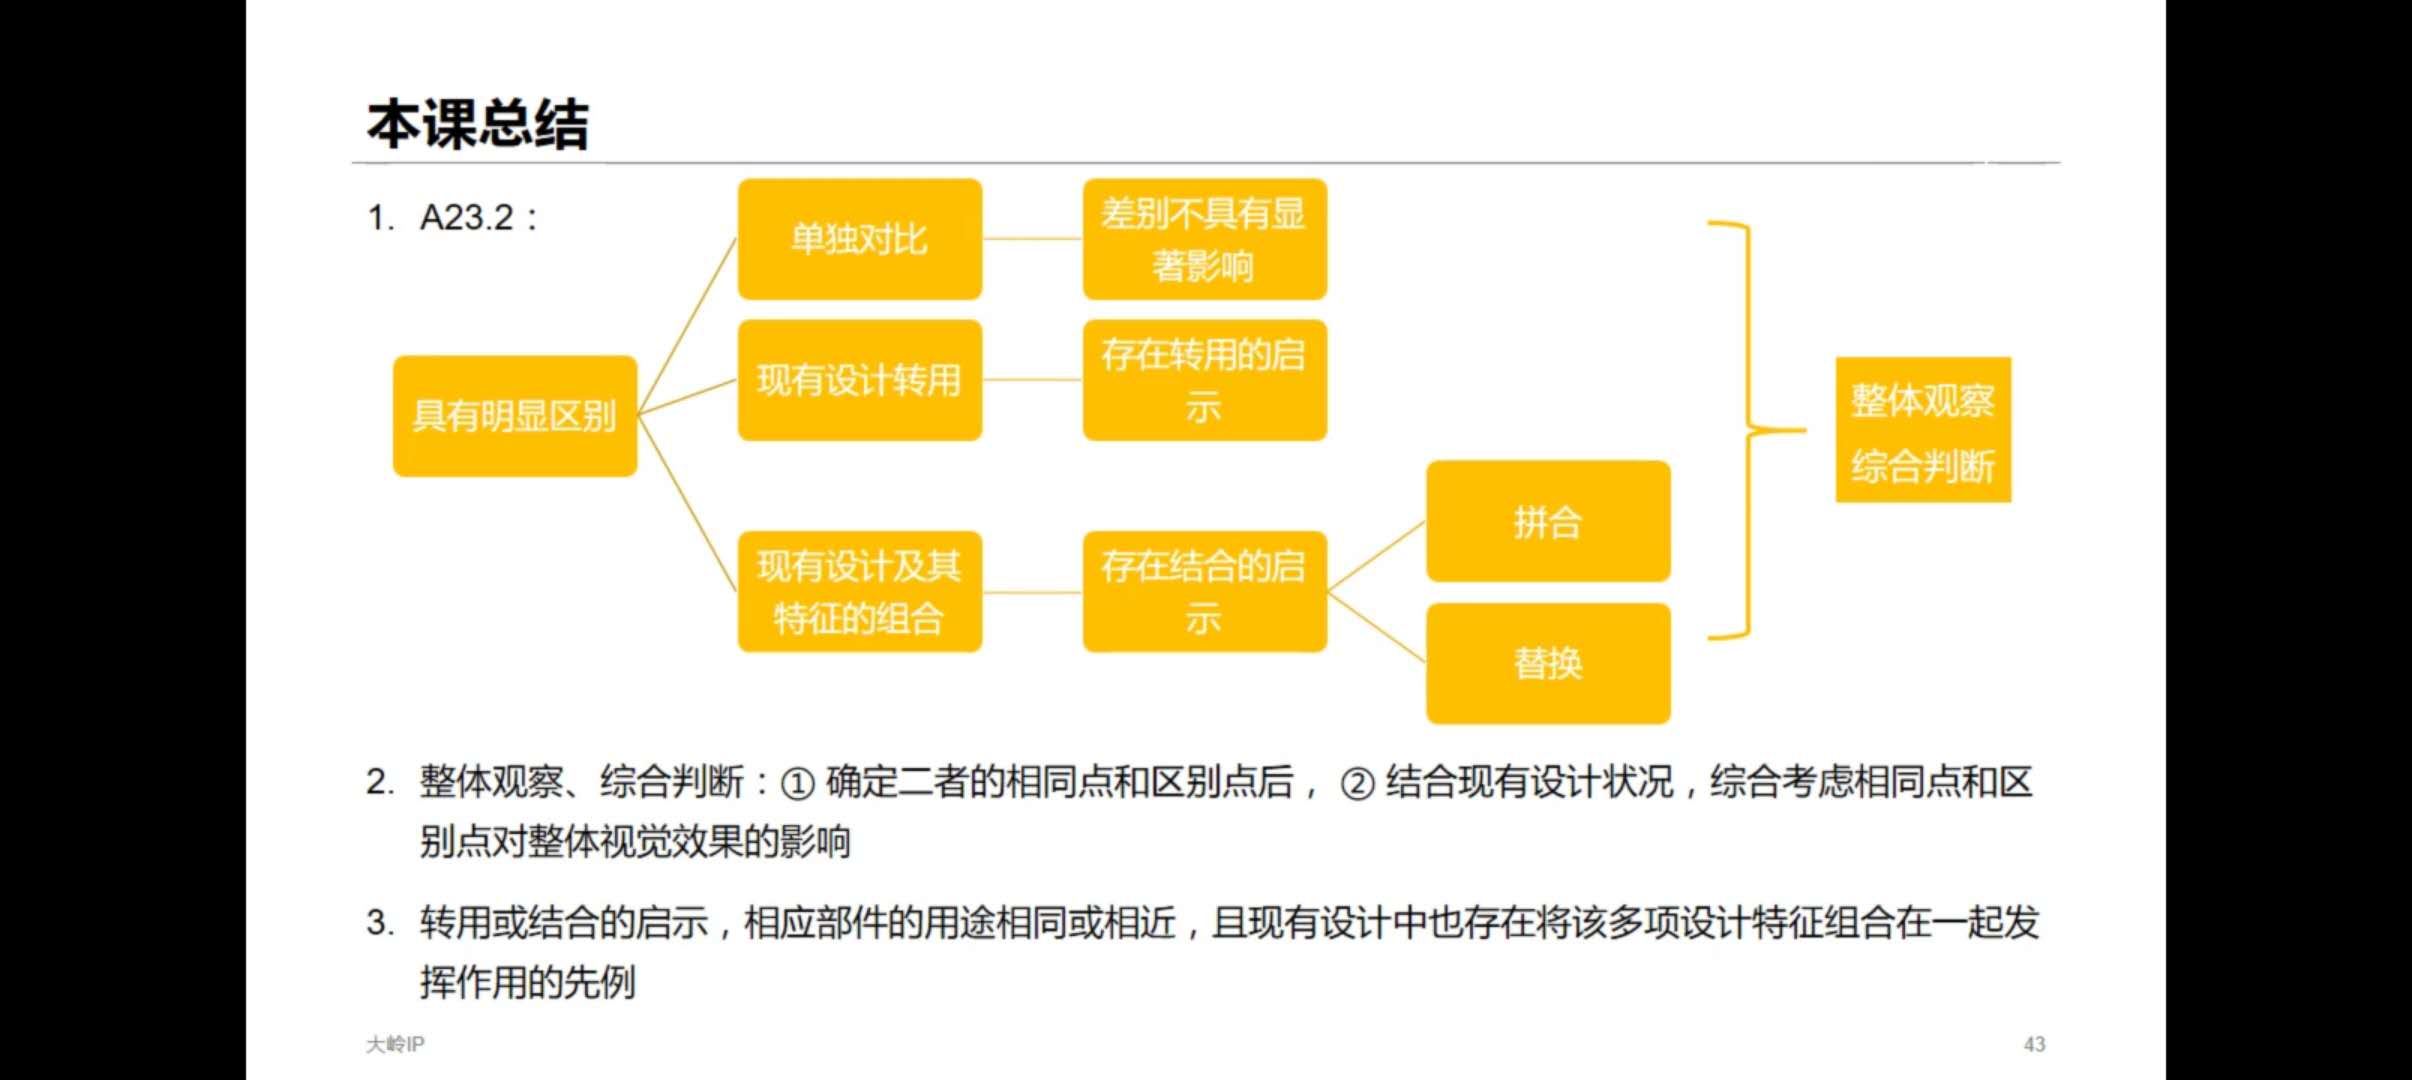 本课总结
1. A23.2：
具有明显区别
单独对比
差别不具有显
著影响
现有设计转用
存在转用的启
示
现有设计及其
特征的组合
存在结合的启
示
拼合
替换
整体观察
综合判断
2. 整体观察、综合判断：① 确定二者的相同点和区别点后， ② 结合现有设计状况，综合考虑相同点和区
别点对整体视觉效果的影响
3. 转用或结合的启示，相应部件的用途相同或相近，且现有设计中也存在将该多项设计特征组合在一起发
挥作用的先例
大岭IP
43